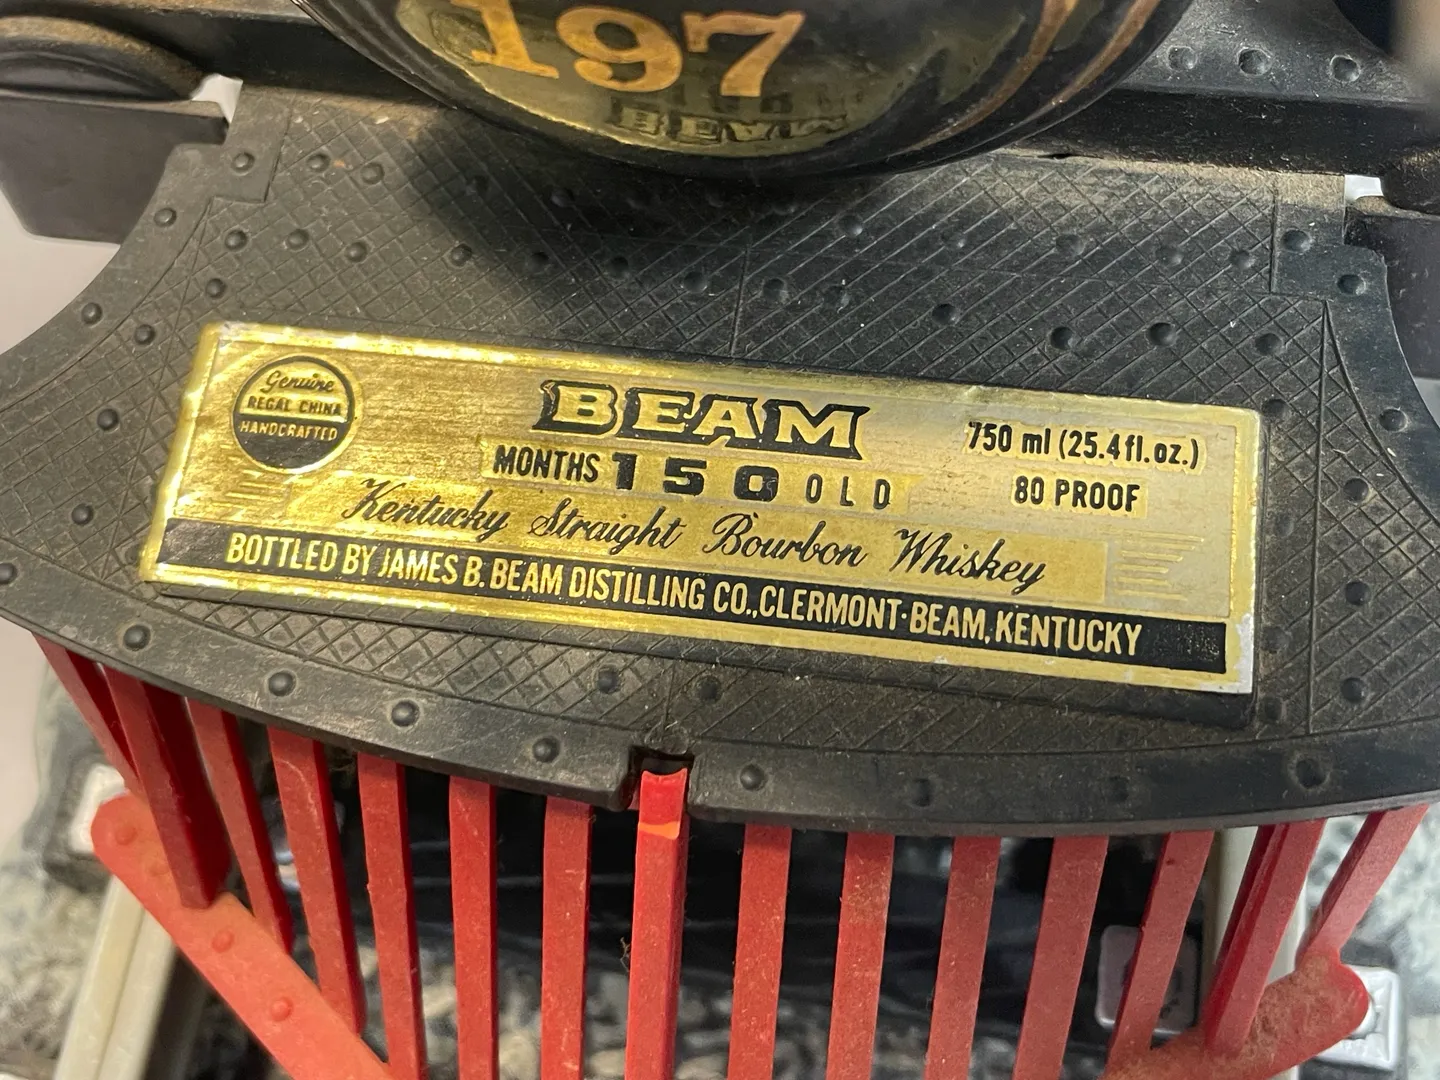 197
Genuine
REGAL CHINA
HANDCRAFTED
BEAM
MONTHS 150 OLD
750 ml (25.4 fl. oz.)
80 PROOF
Kentucky Straight Bourbon Whiskey
BOTTLED BY JAMES B. BEAM DISTILLING CO., CLERMONT·BEAM, KENTUCKY